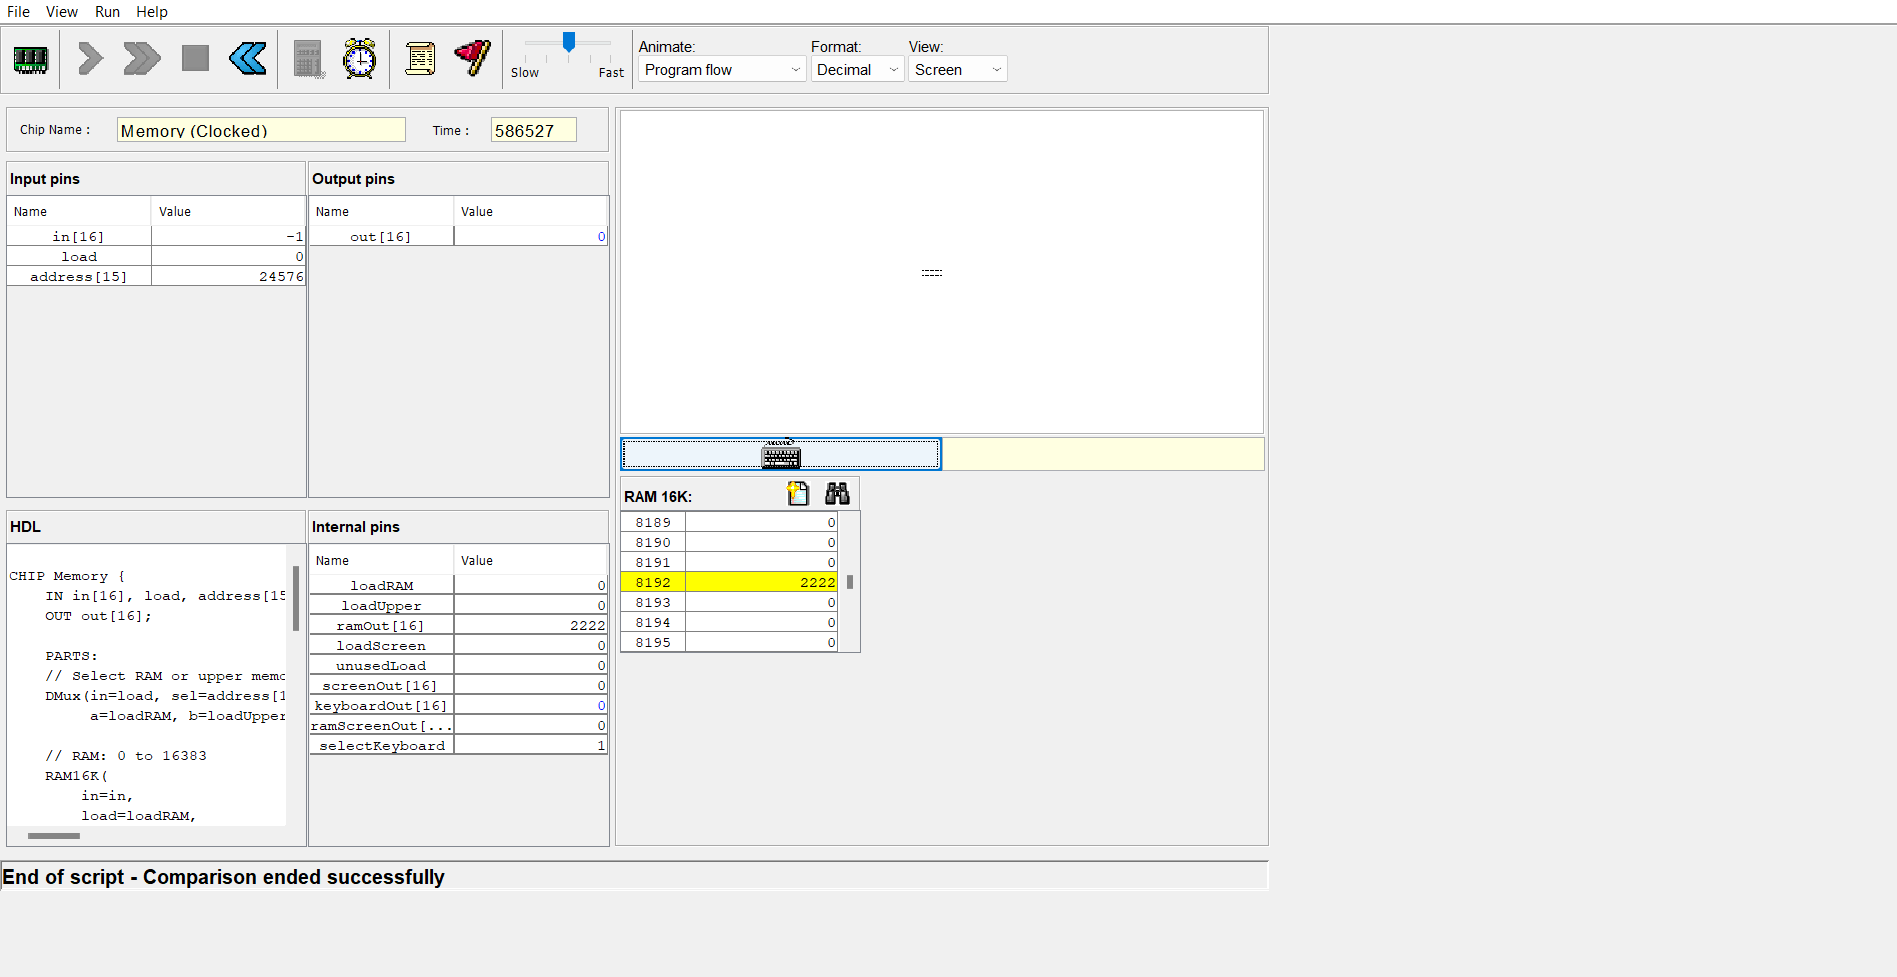 File View Run Help
Animate: Format: View:
Slow Fast Program flow Decimal Screen
Chip Name : Memory (Clocked) Time : 586527
Input pins
Name Value
in[16] -1
load 0
address[15] 24576
Output pins
Name Value
out[16] 0
HDL
CHIP Memory {
IN in[16], load, address[15
OUT out[16];
PARTS:
// Select RAM or upper memo
DMux(in=load, sel=address[1
a=loadRAM, b=loadUpper
// RAM: 0 to 16383
RAM16K(
in=in,
load=loadRAM,
Internal pins
Name Value
loadRAM 0
loadUpper 0
ramOut[16] 2222
loadScreen 0
unusedLoad 0
screenOut[16] 0
keyboardOut[16] 0
ramScreenOut[... 0
selectKeyboard 1
RAM 16K:
8189 0
8190 0
8191 0
8192 2222
8193 0
8194 0
8195 0
End of script - Comparison ended successfully